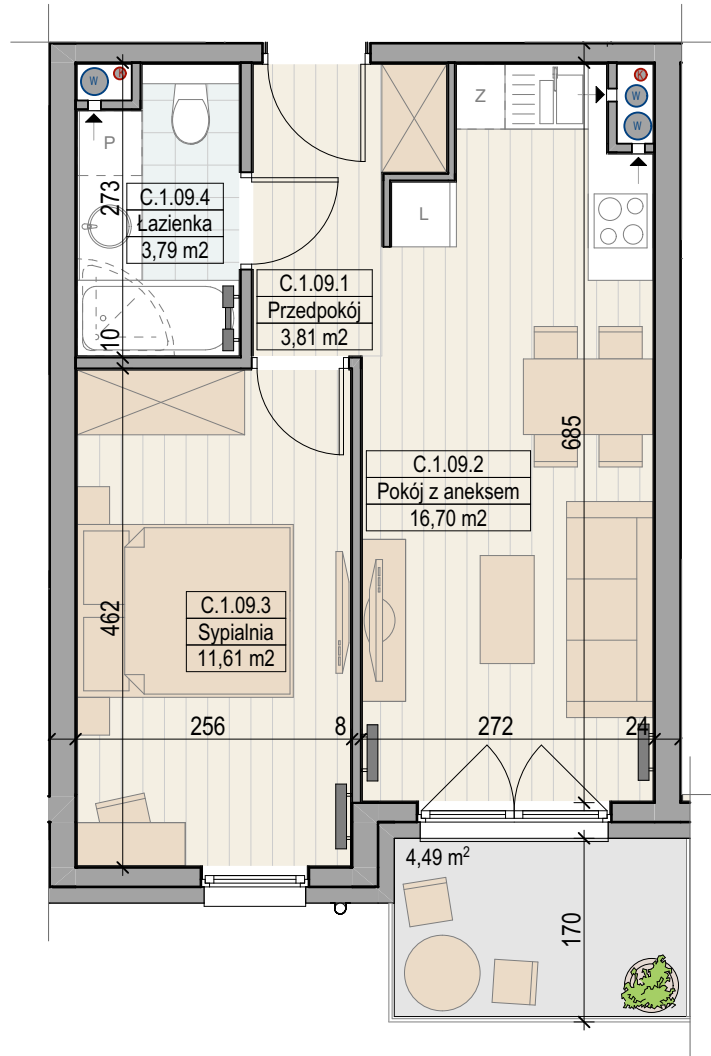 W
K
Z
K
W
W
P
L
273
C.1.09.4
Łazienka
3,79 m2
C.1.09.1
Przedpokój
3,81 m2
10
685
C.1.09.2
Pokój z aneksem
16,70 m2
462
C.1.09.3
Sypialnia
11,61 m2
256
8
272
24
4,49 m²
170